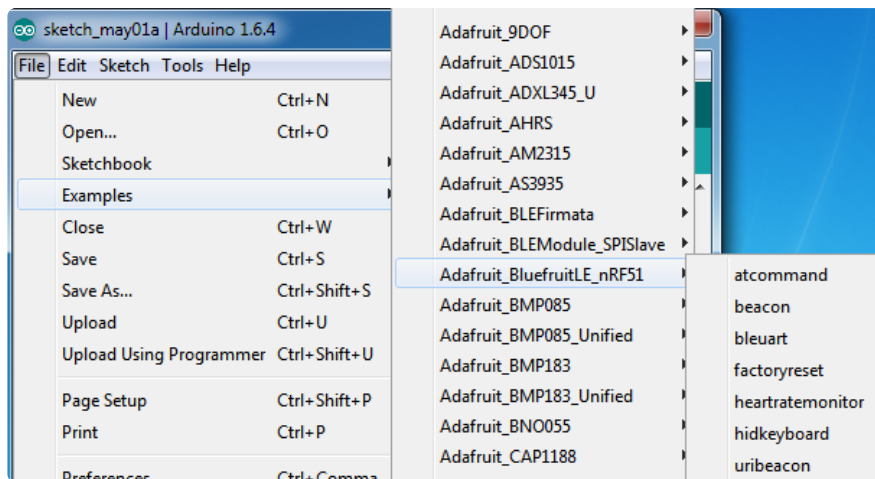 sketch_may01a | Arduino 1.6.4
File Edit Sketch Tools Help
New Ctrl+N
Open... Ctrl+O
Sketchbook
Examples
Close Ctrl+W
Save Ctrl+S
Save As... Ctrl+Shift+S
Upload Ctrl+U
Upload Using Programmer Ctrl+Shift+U
Page Setup Ctrl+Shift+P
Print Ctrl+P
Preferences Ctrl+Comma
Adafruit_9DOF
Adafruit_ADS1015
Adafruit_ADXL345_U
Adafruit_AHRS
Adafruit_AM2315
Adafruit_AS3935
Adafruit_BLEFirmata
Adafruit_BLEModule_SPISlave
Adafruit_BluefruitLE_nRF51
Adafruit_BMP085
Adafruit_BMP085_Unified
Adafruit_BMP183
Adafruit_BMP183_Unified
Adafruit_BNO055
Adafruit_CAP1188
atcommand
beacon
bleuart
factoryreset
heartratemonitor
hidkeyboard
uribeacon